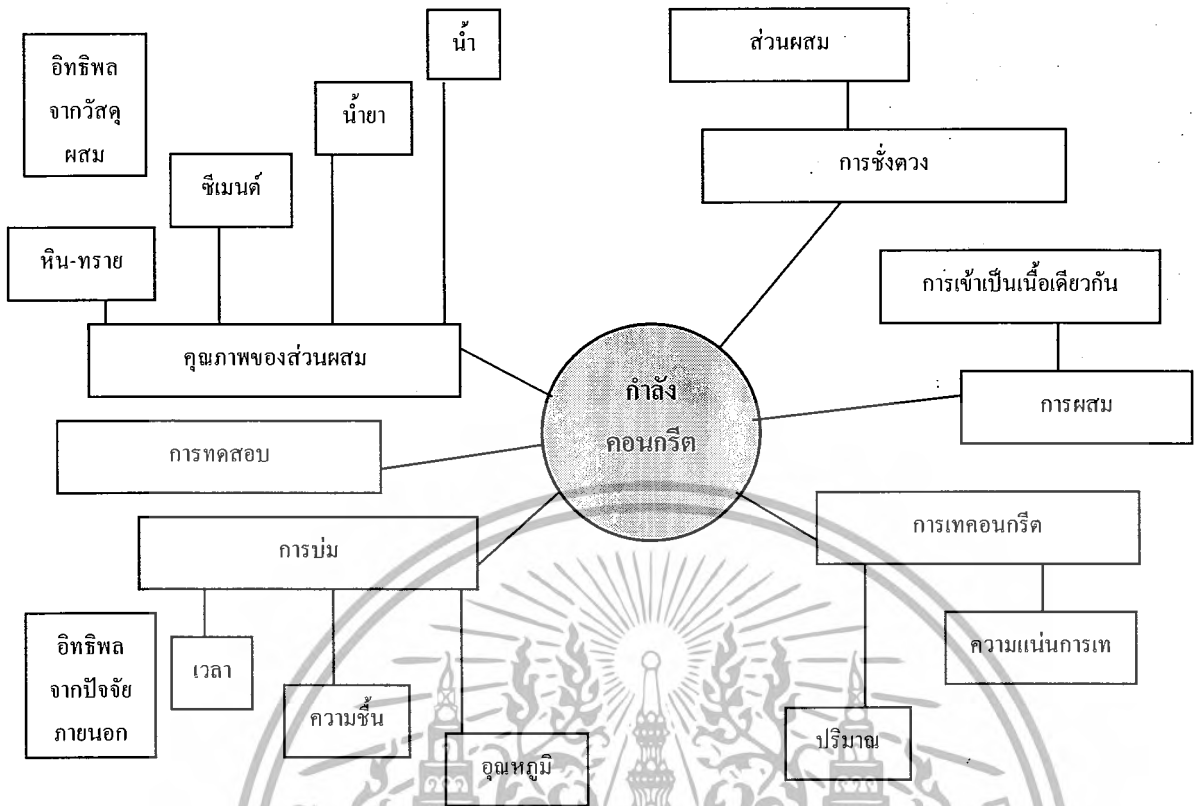 น้ำ
ส่วนผสม
อิทธิพล
จากวัสดุ
ผสม
น้ำยา
การชั่งตวง
ซีเมนต์
หิน-ทราย
การเข้าเป็นเนื้อเดียวกัน
คุณภาพของส่วนผสม
กำลัง
คอนกรีต
การผสม
การทดสอบ
การเทคอนกรีต
การบ่ม
อิทธิพล
จากปัจจัย
ภายนอก
เวลา
ความแน่นการเท
ความชื้น
ปริมาณ
อุณหภูมิ